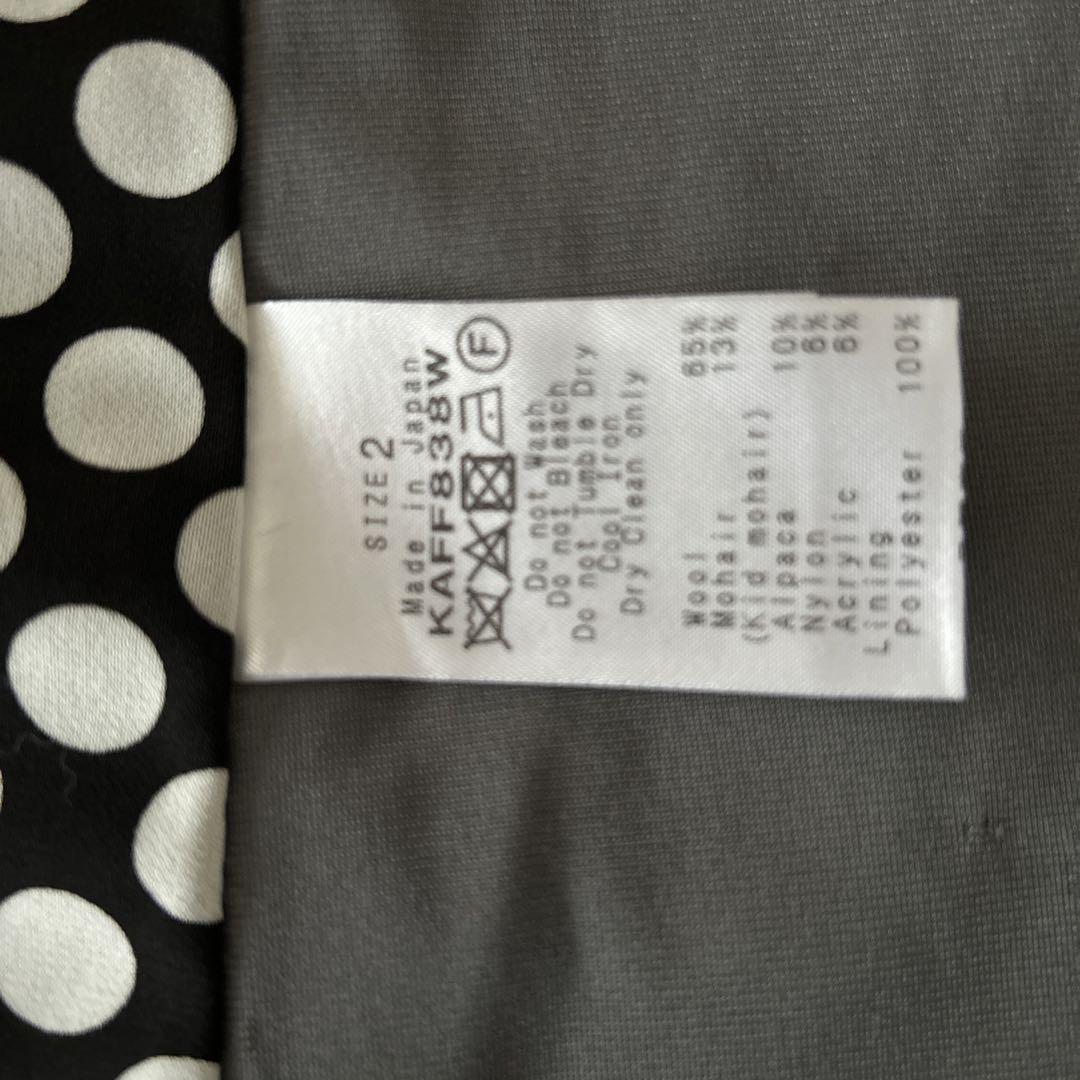 SIZE 2
Made in Japan
KAFF838W
F
Do not Wash
Do not Bleach
Do not Tumble Dry
Cool Iron
Dry Clean only
Wool 65%
Mohair 13%
(Kid mohair)
Alpaca 10%
Nylon 6%
Acrylic 6%
Lining
Polyester 100%